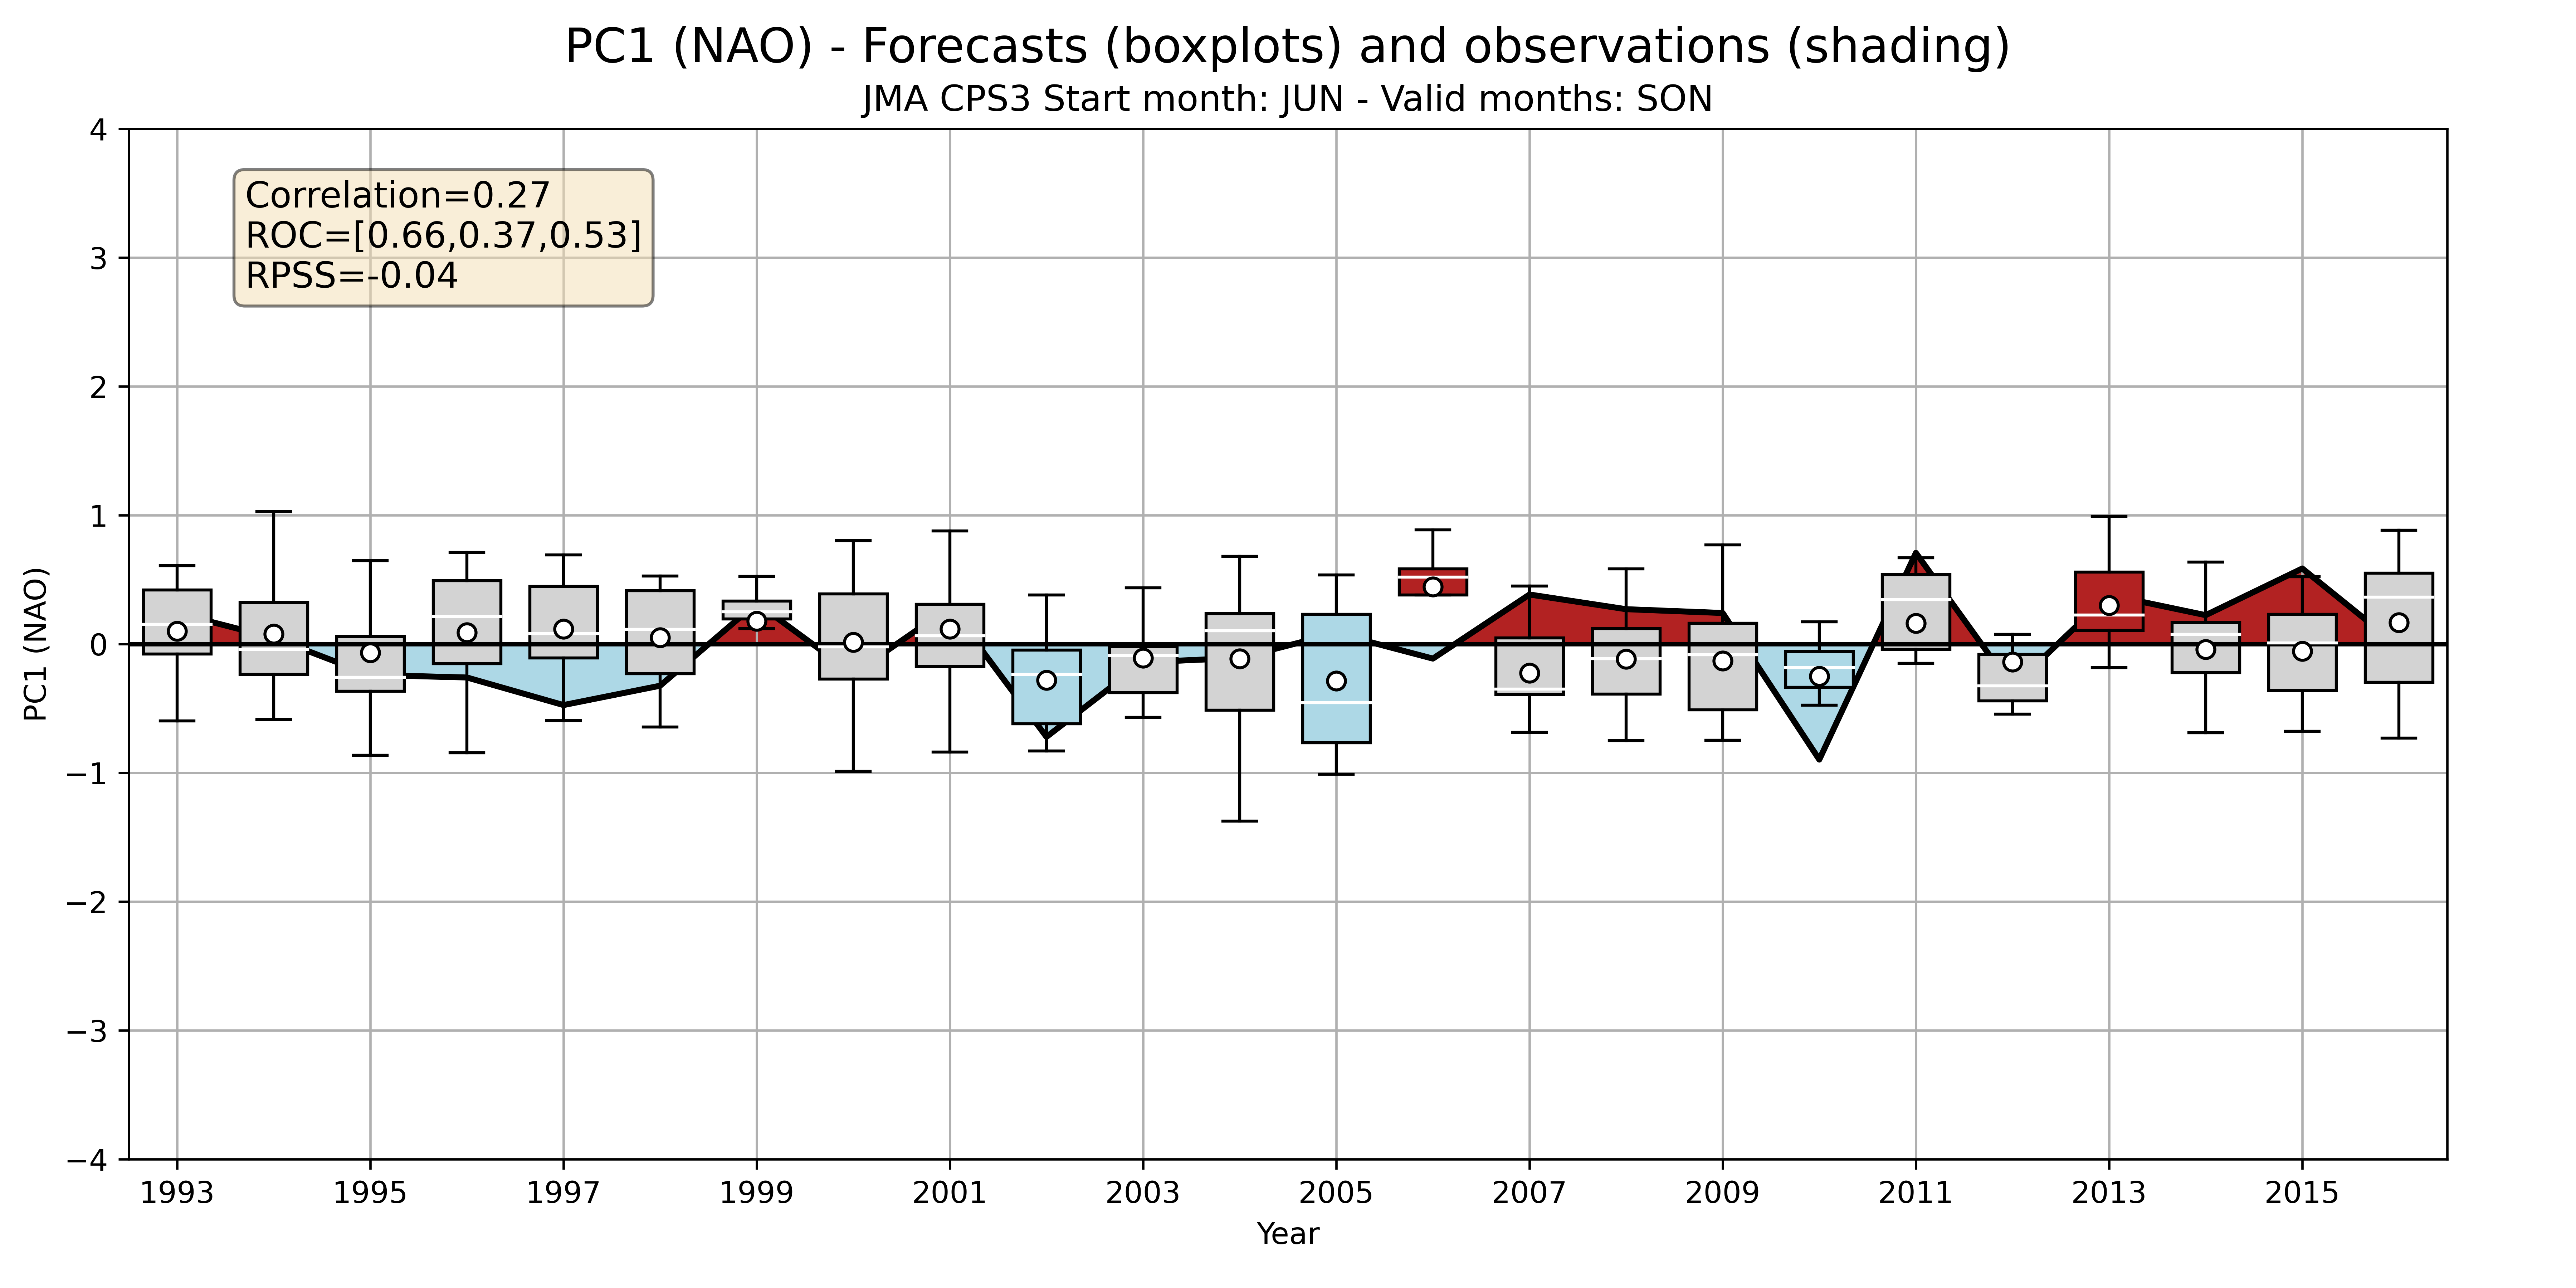 PC1 (NAO) - Forecasts (boxplots) and observations (shading)
JMA CPS3 Start month: JUN - Valid months: SON
Correlation=0.27
ROC=[0.66,0.37,0.53]
RPSS=-0.04
4
3
2
1
0
−1
−2
−3
−4
PC1 (NAO)
1993 1995 1997 1999 2001 2003 2005 2007 2009 2011 2013 2015
Year